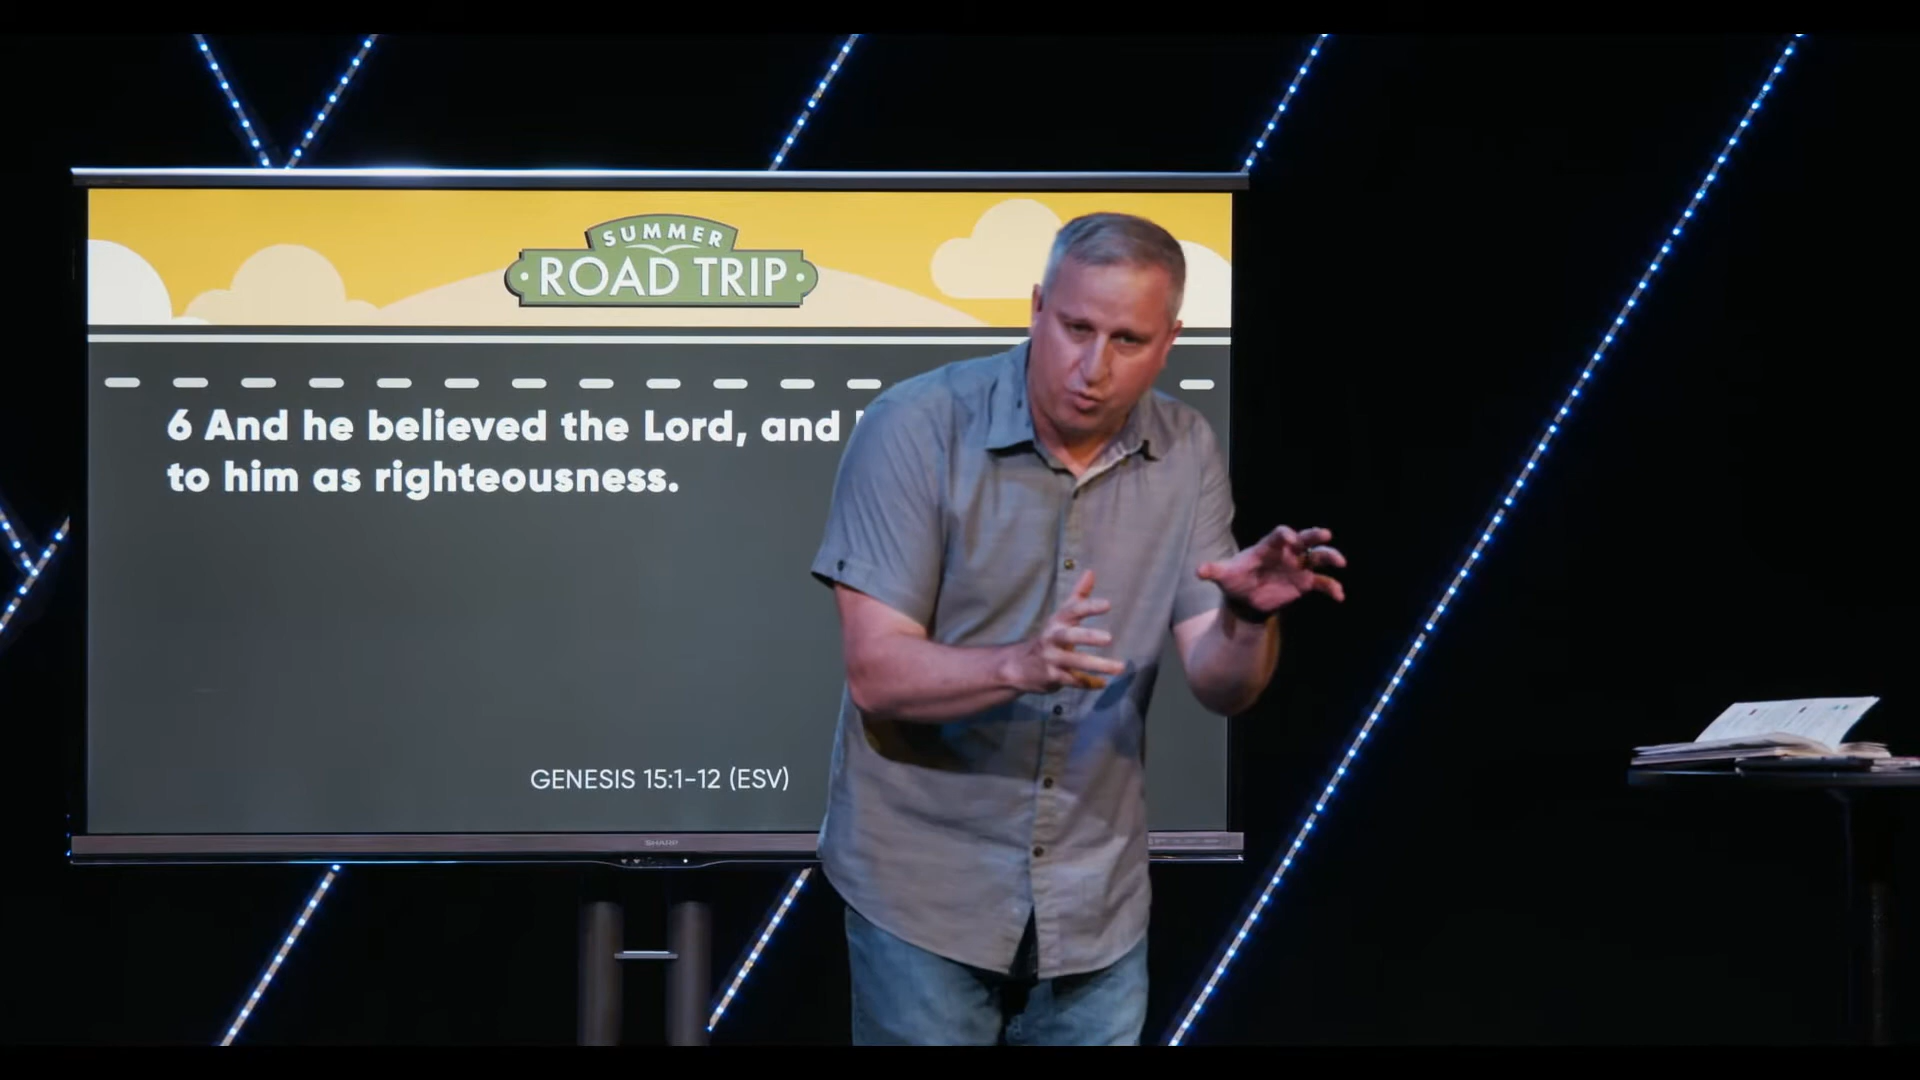 SUMMER
ROAD TRIP
6 And he believed the Lord, and
to him as righteousness.
GENESIS 15:1-12 (ESV)
SHARP